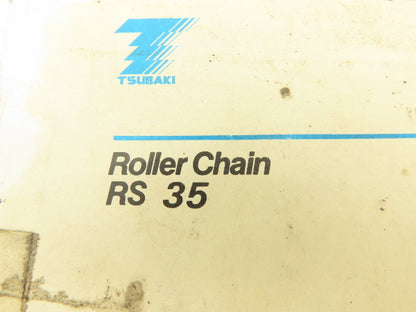 TSUBAKI
Roller Chain
RS 35